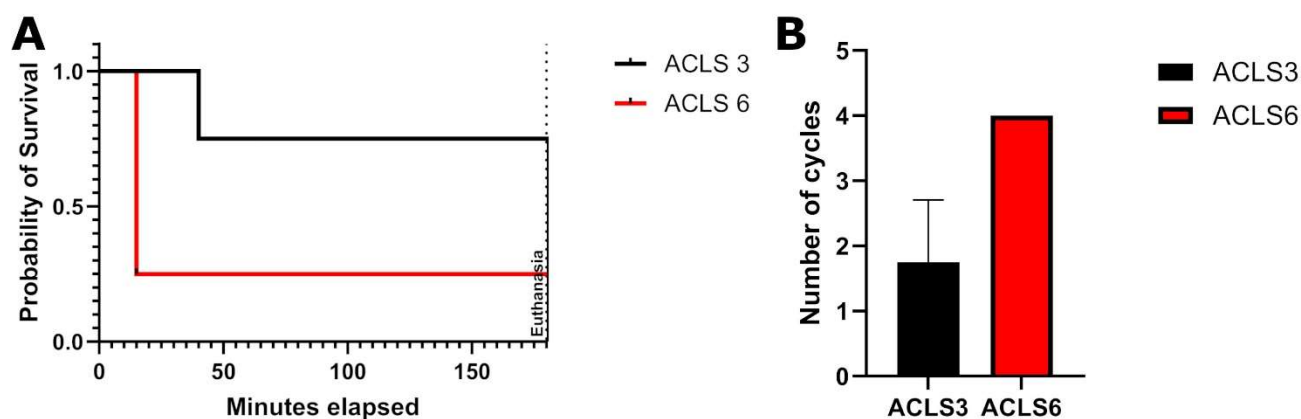 A
Probability of Survival
1.0
0.5
0.0
0
50
100
150
Minutes elapsed
Euthanasia
ACLS 3
ACLS 6
B
Number of cycles
5
4
3
2
1
0
ACLS3
ACLS6
ACLS3
ACLS6